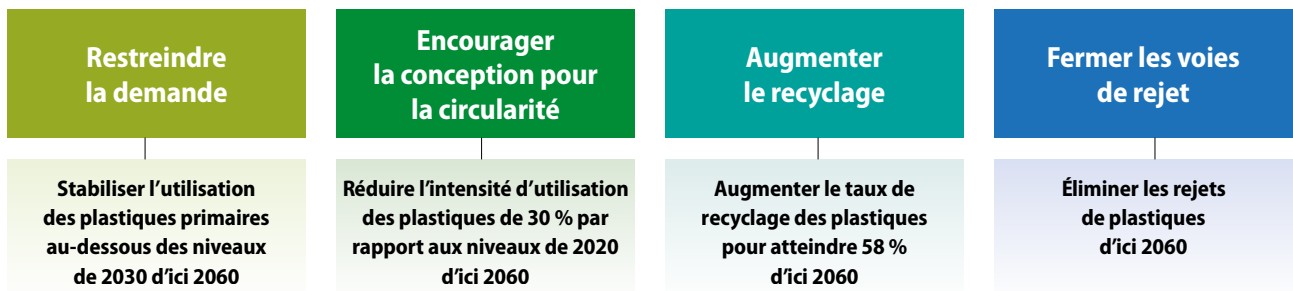 Restreindre
la demande
Stabiliser l’utilisation
des plastiques primaires
au-dessous des niveaux
de 2030 d’ici 2060
Encourager
la conception pour
la circularité
Réduire l’intensité d’utilisation
des plastiques de 30 % par
rapport aux niveaux de 2020
d’ici 2060
Augmenter
le recyclage
Augmenter le taux de
recyclage des plastiques
pour atteindre 58 %
d’ici 2060
Fermer les voies
de rejet
Éliminer les rejets
de plastiques
d’ici 2060